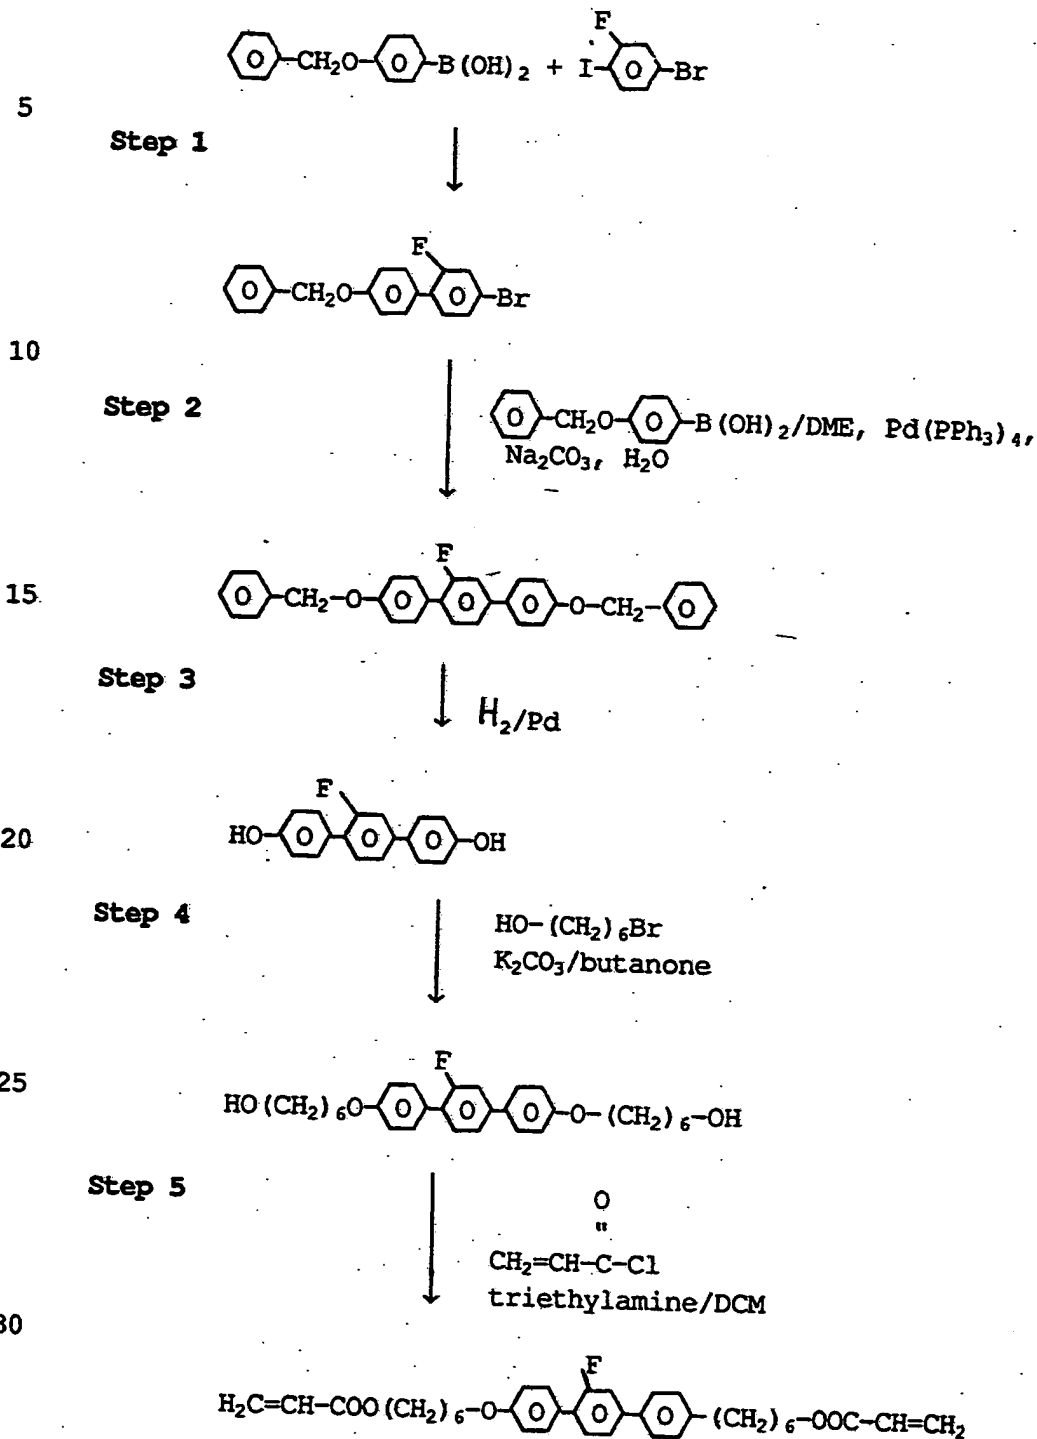 F
CH₂O B(OH)₂ + I Br
5
Step 1
F
CH₂O Br
10
Step 2
CH₂O B(OH)₂/DME, Pd(PPh₃)₄,
Na₂CO₃, H₂O
F
15 CH₂-O O-CH₂
Step 3
H₂/Pd
F
20 HO OH
Step 4
HO-(CH₂)₆Br
K₂CO₃/butanone
F
25 HO(CH₂)₆O O-(CH₂)₆-OH
Step 5
O
"
CH₂=CH-C-Cl
triethylamine/DCM
30
F
H₂C=CH-COO(CH₂)₆-O (CH₂)₆-OOC-CH=CH₂